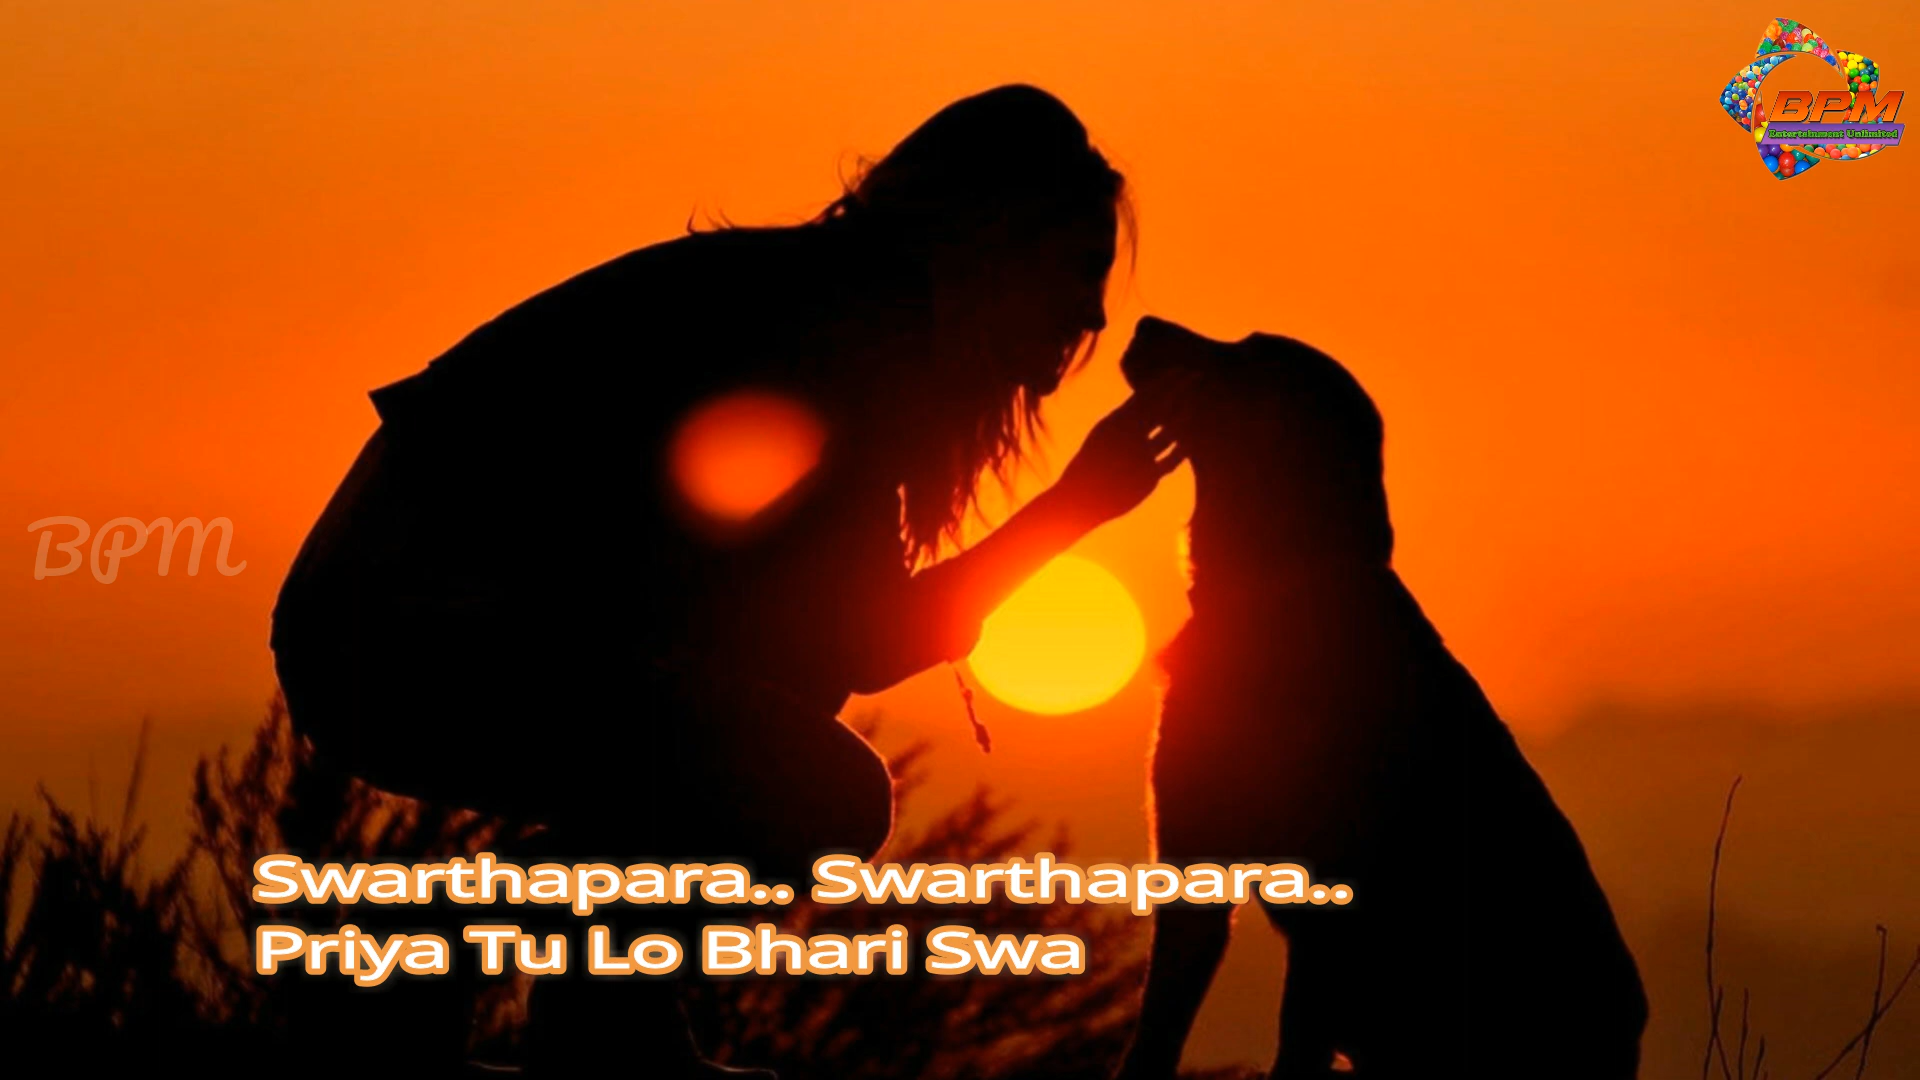 BPM
Entertainment Unlimited
BPM
Swarthapara.. Swarthapara..
Priya Tu Lo Bhari Swa